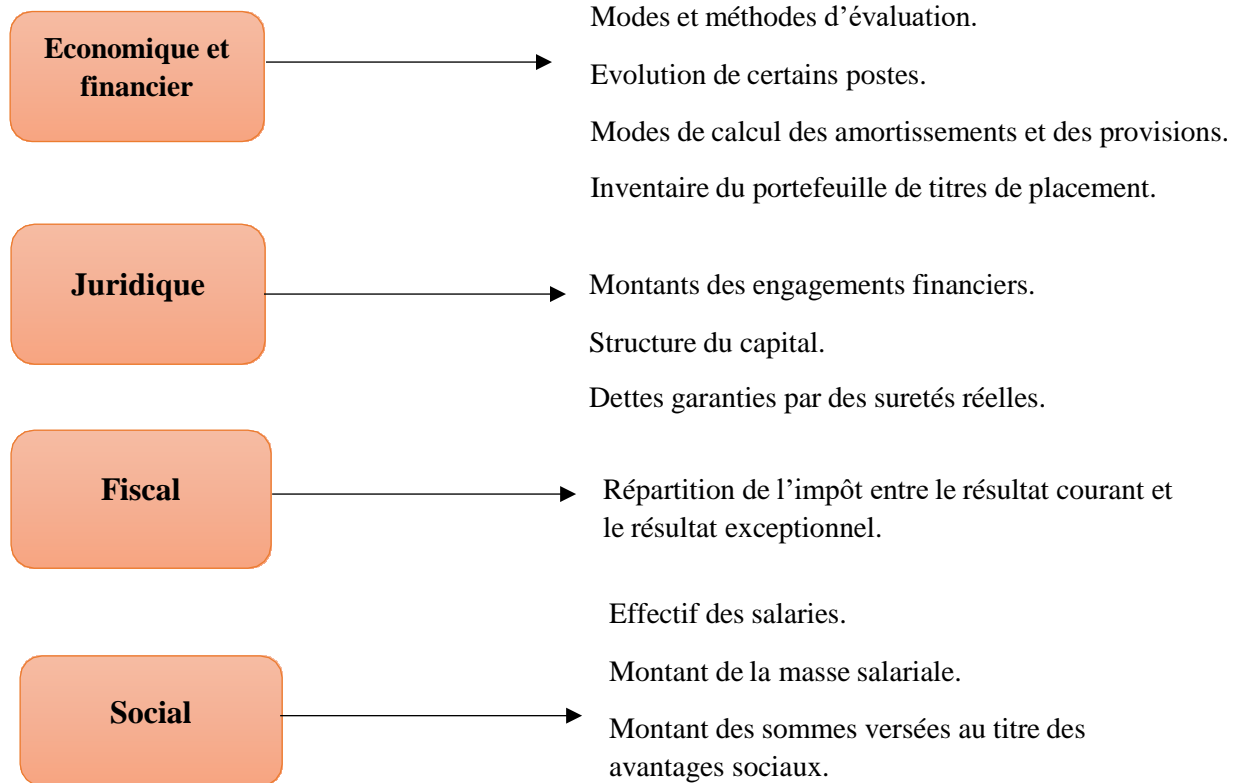 Economique et
financier
Modes et méthodes d’évaluation.
Evolution de certains postes.
Modes de calcul des amortissements et des provisions.
Inventaire du portefeuille de titres de placement.
Juridique
Montants des engagements financiers.
Structure du capital.
Dettes garanties par des suretés réelles.
Fiscal
Répartition de l’impôt entre le résultat courant et
le résultat exceptionnel.
Social
Effectif des salaries.
Montant de la masse salariale.
Montant des sommes versées au titre des
avantages sociaux.